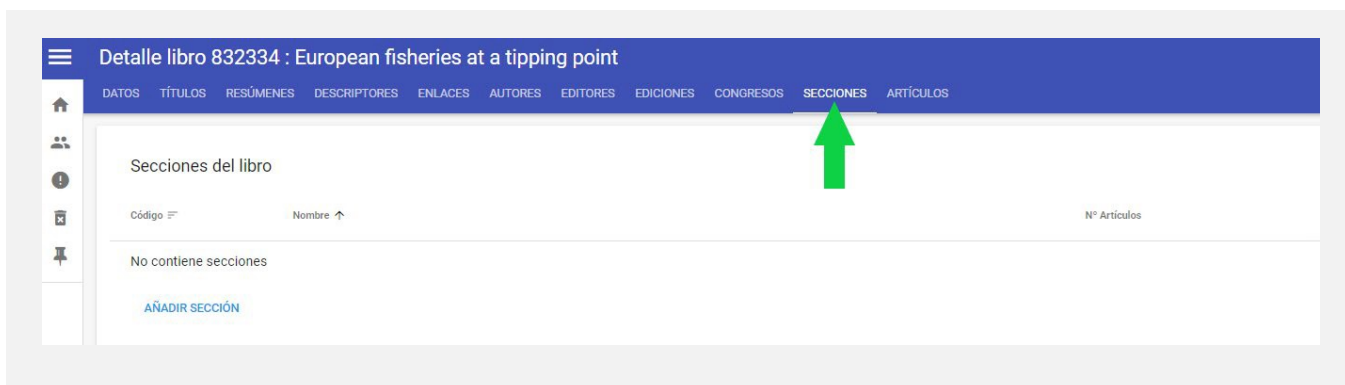 Detalle libro 832334 : European fisheries at a tipping point
DATOS TÍTULOS RESÚMENES DESCRIPTORES ENLACES AUTORES EDITORES EDICIONES CONGRESOS SECCIONES ARTÍCULOS
Secciones del libro
Código Nombre Nº Artículos
No contiene secciones
AÑADIR SECCIÓN